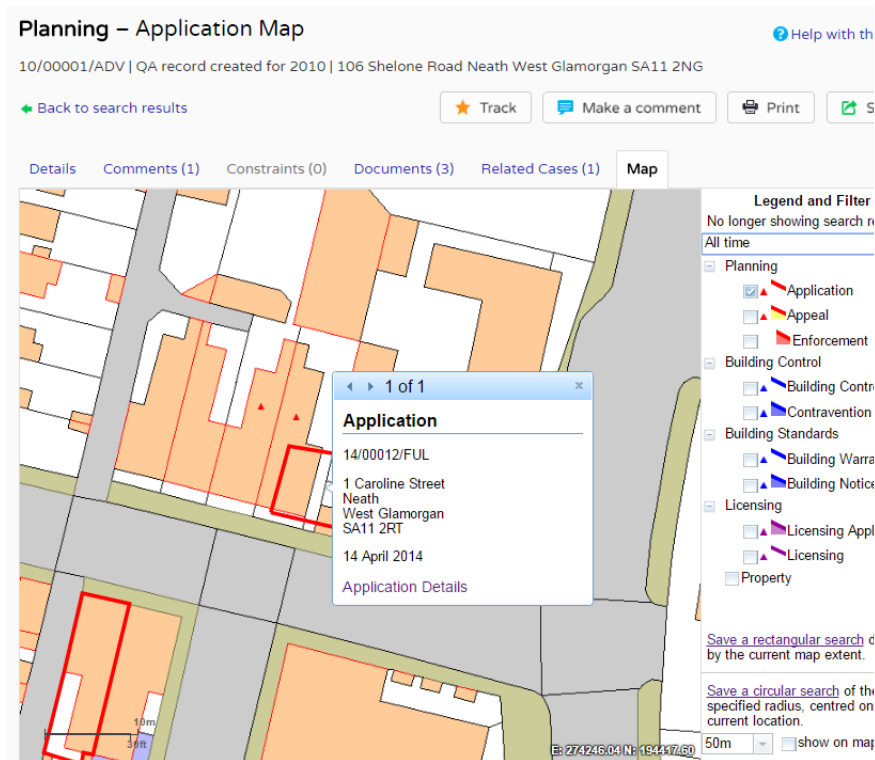 Planning – Application Map
Help with th
10/00001/ADV | QA record created for 2010 | 106 Shelone Road Neath West Glamorgan SA11 2NG
Back to search results
Track
Make a comment
Print
S
Details
Comments (1)
Constraints (0)
Documents (3)
Related Cases (1)
Map
1 of 1
Application
14/00012/FUL
1 Caroline Street
Neath
West Glamorgan
SA11 2RT
14 April 2014
Application Details
10m
30ft
E: 274246.04 N: 194417.60
Legend and Filter
No longer showing search re
All time
Planning
Application
Appeal
Enforcement
Building Control
Building Contro
Contravention
Building Standards
Building Warra
Building Notice
Licensing
Licensing Appl
Licensing
Property
Save a rectangular search d
by the current map extent.
Save a circular search of the
specified radius, centred on
current location.
50m
show on map